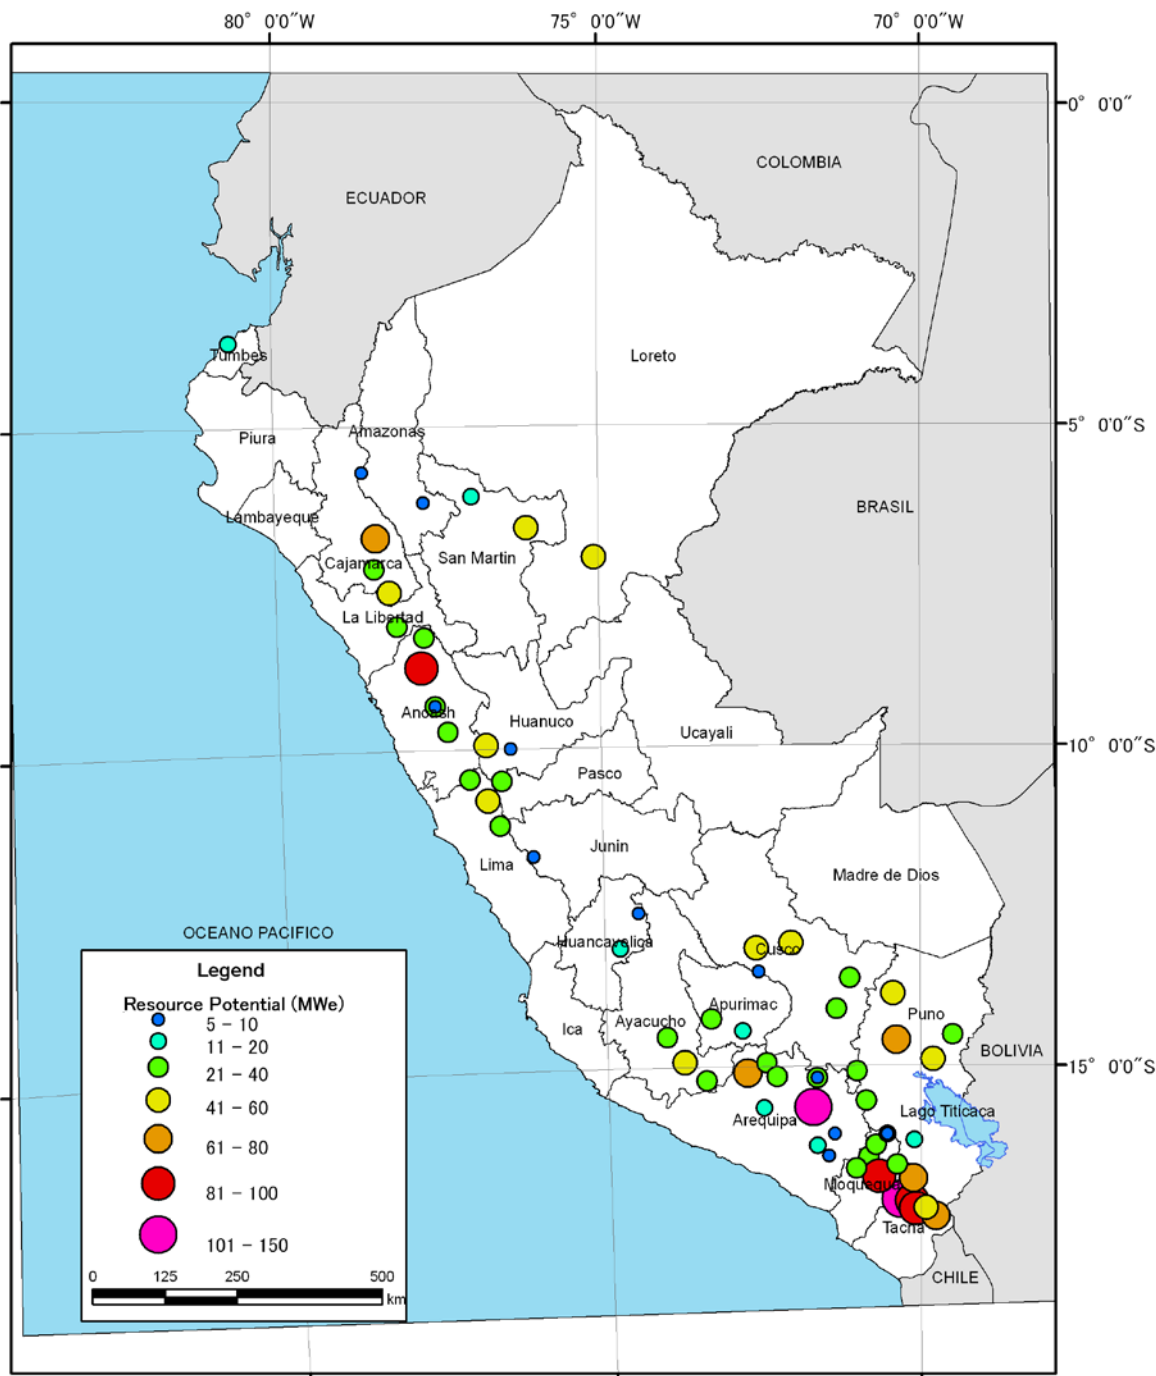 80° 0'0"W 75° 0'0"W 70° 0'0"W
0° 0'0"
COLOMBIA
ECUADOR
Tumbes
Loreto
5° 0'0"S
Amazonas
Piura
BRASIL
Lambayeque
San Martin
Cajamarca
La Libertad
Ancash
Huanuco
Ucayali
10° 0'0"S
Pasco
Junin
Lima
Madre de Dios
OCEANO PACIFICO
Huancavelica
Cusco
Apurimac
Puno
Ayacucho
Ica
BOLIVIA
15° 0'0"S
Lago Titicaca
Arequipa
Moquegua
Tacna
CHILE
Legend
Resource Potential (MWe)
5 - 10
11 - 20
21 - 40
41 - 60
61 - 80
81 - 100
101 - 150
0 125 250 500
km